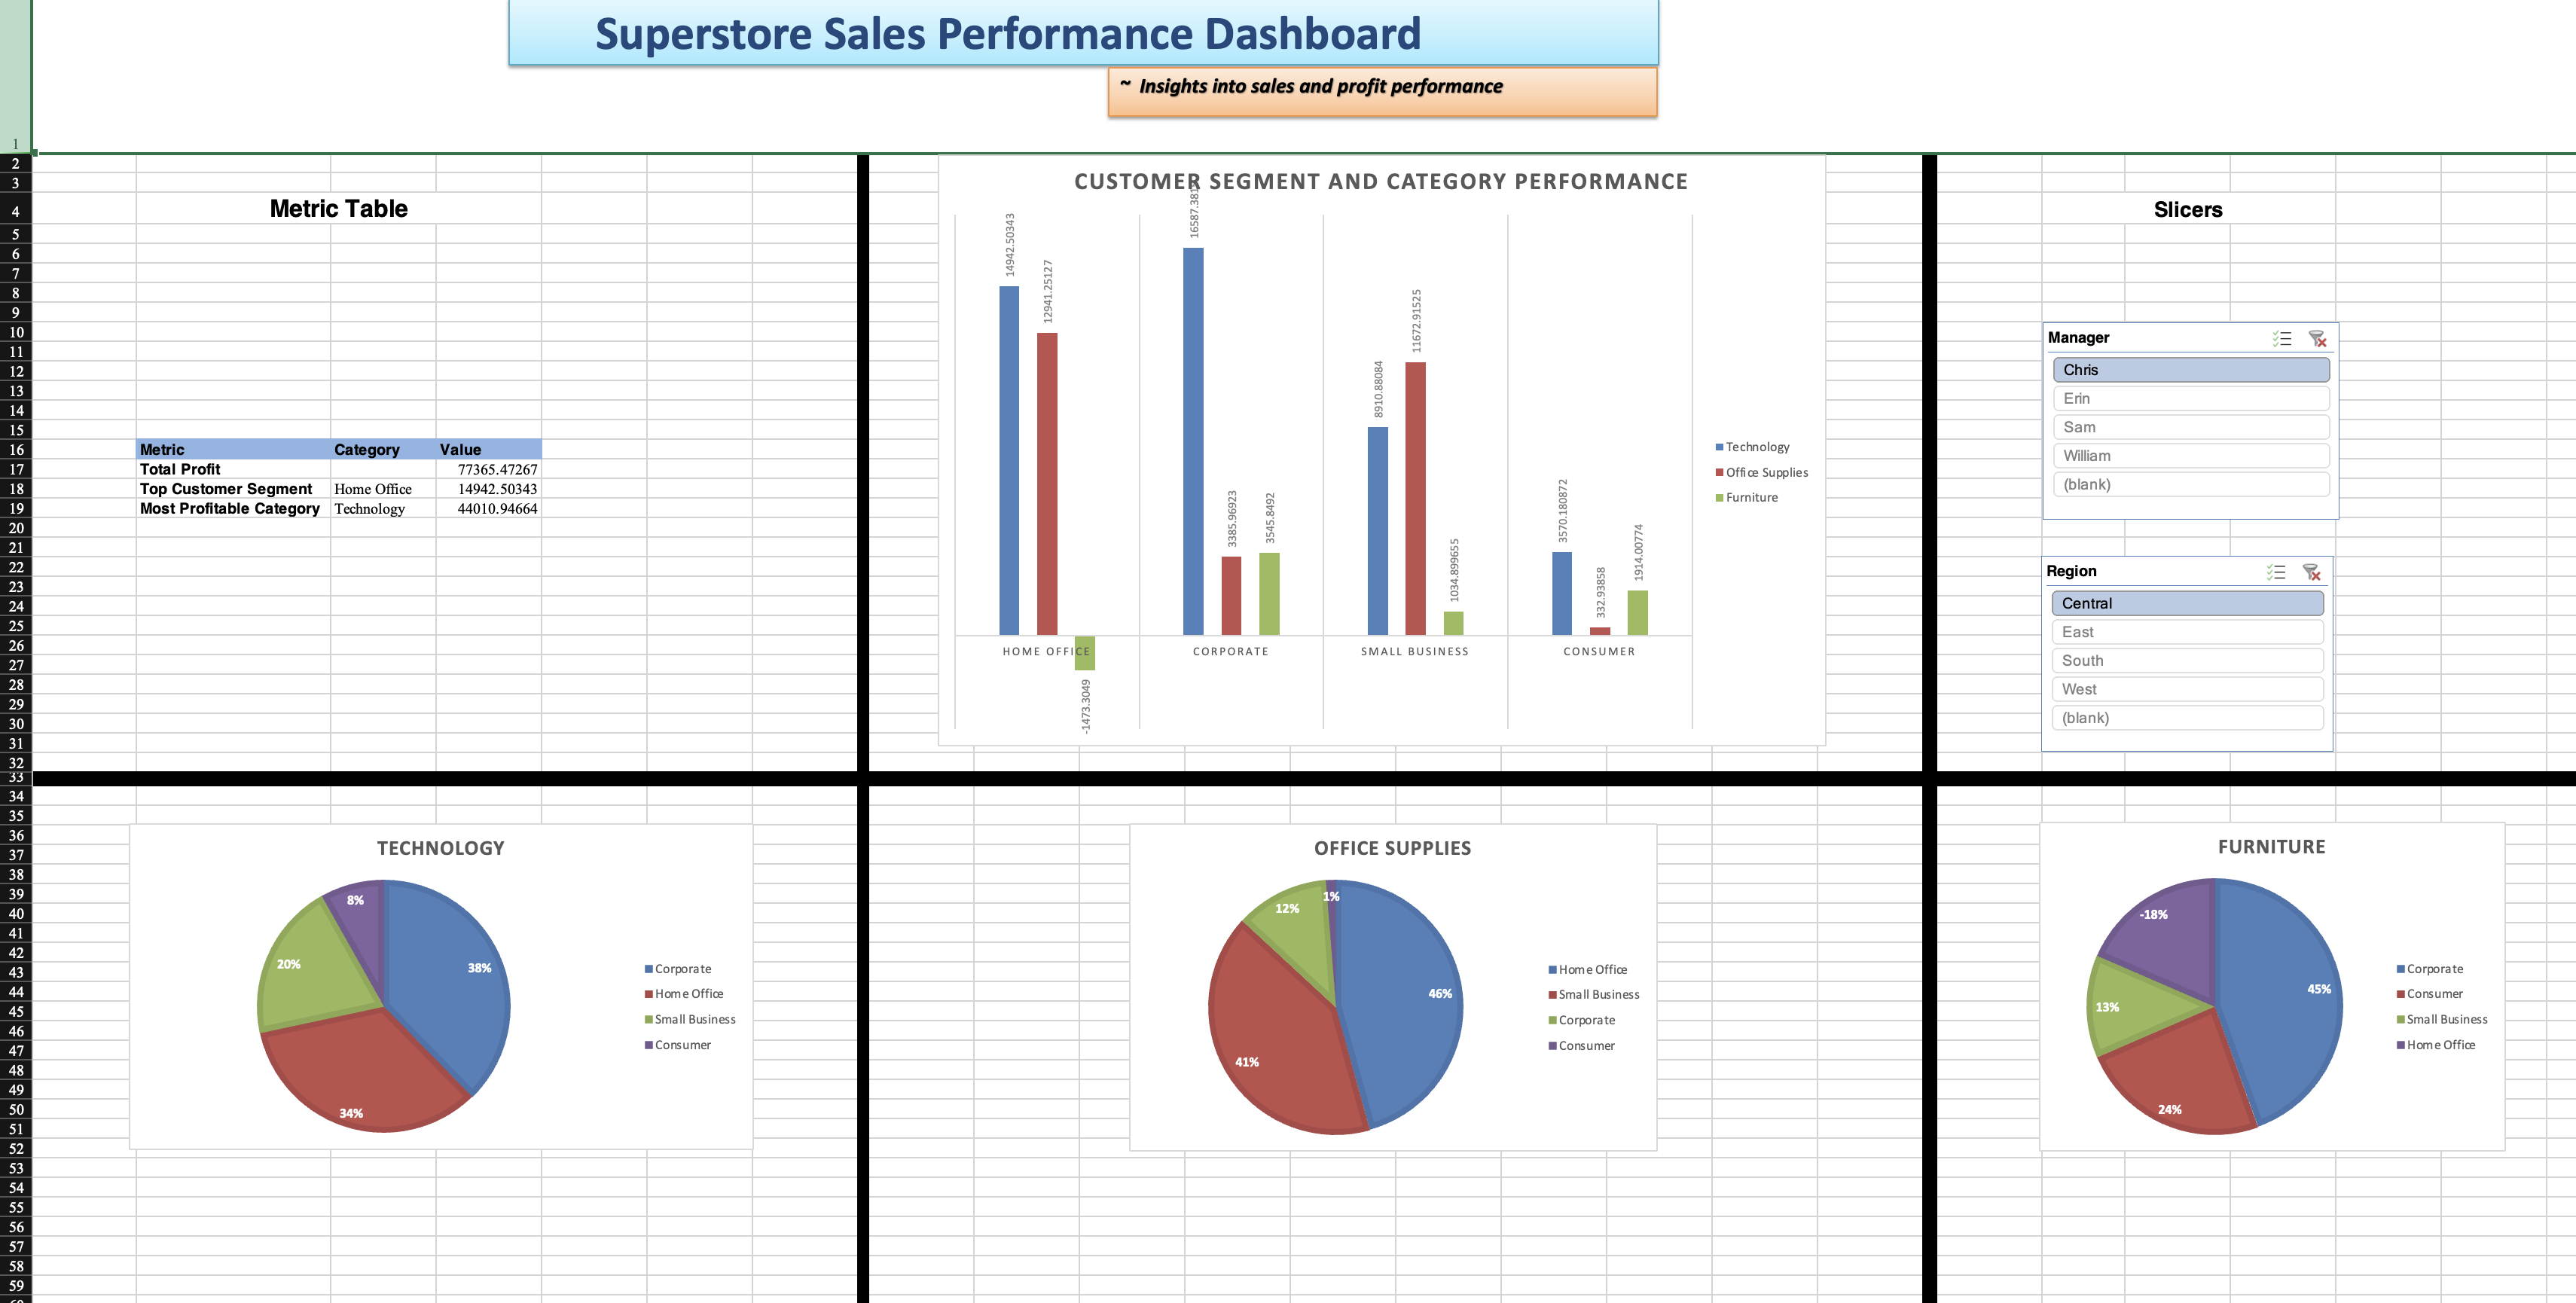 Superstore Sales Performance Dashboard
~ Insights into sales and profit performance
1
2
3
4
5
6
7
8
9
10
11
12
13
14
15
16
17
18
19
20
21
22
23
24
25
26
27
28
29
30
31
32
33
34
35
36
37
38
39
40
41
42
43
44
45
46
47
48
49
50
51
52
53
54
55
56
57
58
59
Metric Table
Metric Category Value
Total Profit 77365.47267
Top Customer Segment Home Office 14942.50343
Most Profitable Category Technology 44010.94664
CUSTOMER SEGMENT AND CATEGORY PERFORMANCE
14942.50343
12941.25127
-1473.3049
3385.96923
3545.8492
8910.88084
11672.91525
1034.899655
3570.180872
332.93858
1914.00774
HOME OFFICE CORPORATE SMALL BUSINESS CONSUMER
Technology
Office Supplies
Furniture
Slicers
Manager
Chris
Erin
Sam
William
(blank)
Region
Central
East
South
West
(blank)
TECHNOLOGY
8%
20%
38%
34%
Corporate
Home Office
Small Business
Consumer
OFFICE SUPPLIES
1%
12%
46%
41%
Home Office
Small Business
Corporate
Consumer
FURNITURE
-18%
45%
13%
24%
Corporate
Consumer
Small Business
Home Office